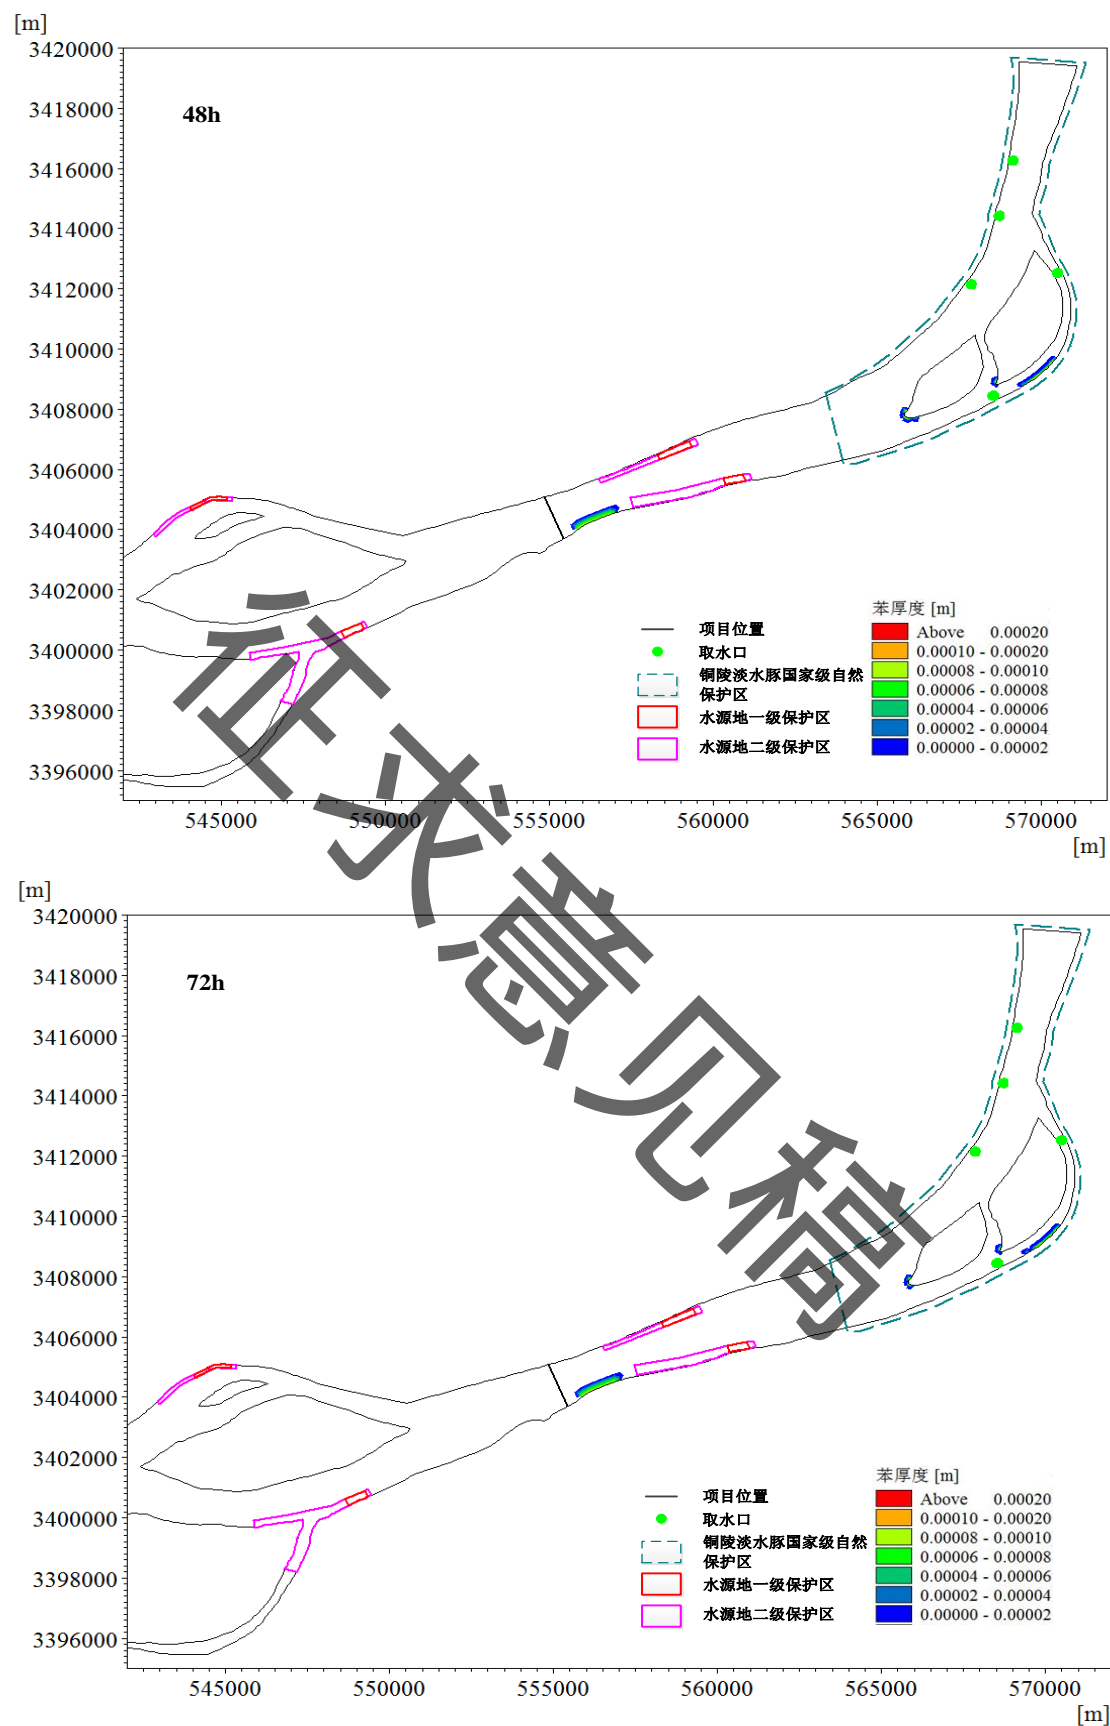 [m]
3420000
48h
3418000
3416000
3414000
3412000
3410000
3408000
3406000
3404000
3402000
3400000
3398000
3396000
苯厚度 [m]
项目位置
Above 0.00020
取水口
0.00010 - 0.00020
铜陵淡水豚国家级自然
保护区
0.00008 - 0.00010
0.00006 - 0.00008
水源地一级保护区
0.00004 - 0.00006
0.00002 - 0.00004
水源地二级保护区
0.00000 - 0.00002
545000 550000 555000 560000 565000 570000
[m]
征求意见稿
[m]
3420000
72h
3418000
3416000
3414000
3412000
3410000
3408000
3406000
3404000
3402000
3400000
3398000
3396000
苯厚度 [m]
项目位置
Above 0.00020
取水口
0.00010 - 0.00020
铜陵淡水豚国家级自然
保护区
0.00008 - 0.00010
0.00006 - 0.00008
水源地一级保护区
0.00004 - 0.00006
0.00002 - 0.00004
水源地二级保护区
0.00000 - 0.00002
545000 550000 555000 560000 565000 570000
[m]